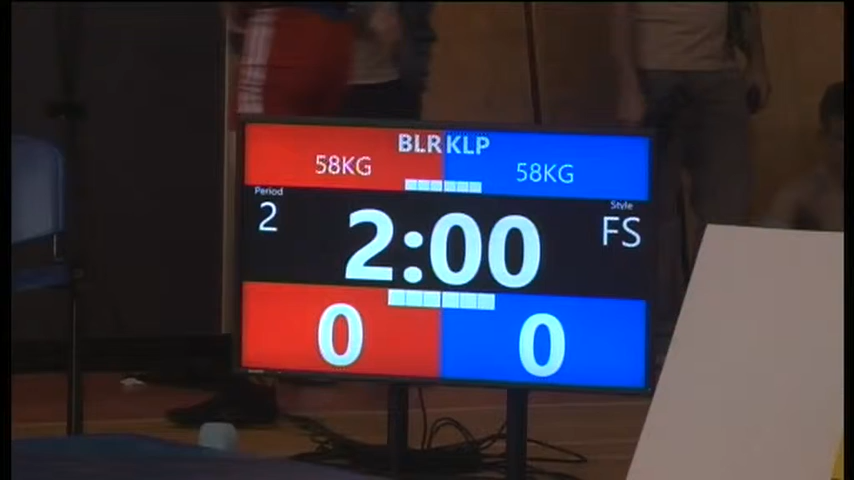 BLR KLP
58KG 58KG
Period Style
2 2:00 FS
0 0